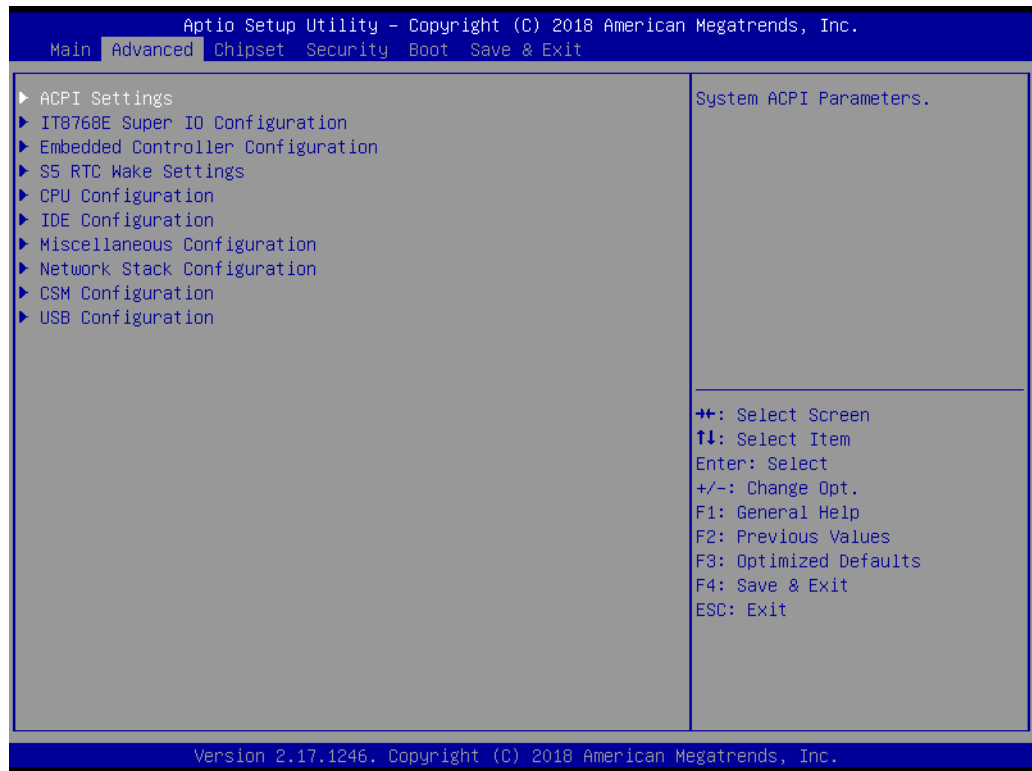 Aptio Setup Utility – Copyright (C) 2018 American Megatrends, Inc.
Main Advanced Chipset Security Boot Save & Exit
▶ ACPI Settings
▶ IT8768E Super IO Configuration
▶ Embedded Controller Configuration
▶ S5 RTC Wake Settings
▶ CPU Configuration
▶ IDE Configuration
▶ Miscellaneous Configuration
▶ Network Stack Configuration
▶ CSM Configuration
▶ USB Configuration
System ACPI Parameters.
→←: Select Screen
↑↓: Select Item
Enter: Select
+/-: Change Opt.
F1: General Help
F2: Previous Values
F3: Optimized Defaults
F4: Save & Exit
ESC: Exit
Version 2.17.1246. Copyright (C) 2018 American Megatrends, Inc.